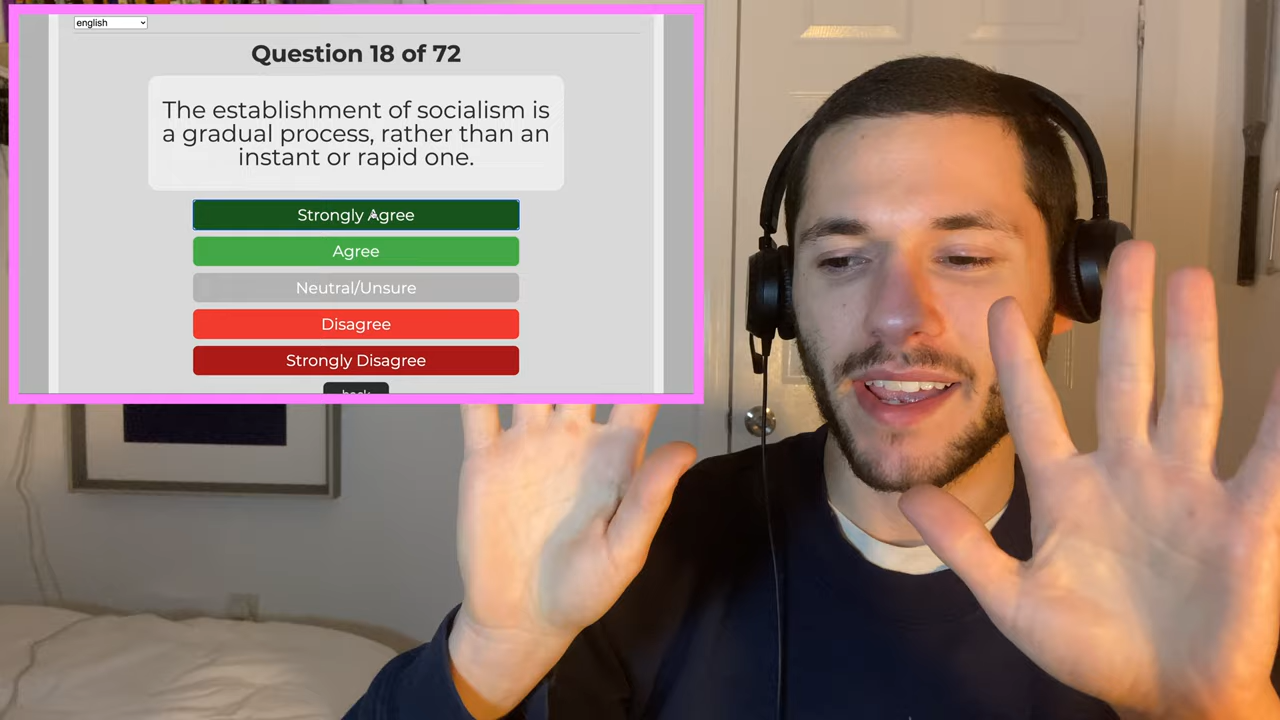 english
Question 18 of 72
The establishment of socialism is
a gradual process, rather than an
instant or rapid one.
Strongly Agree
Agree
Neutral/Unsure
Disagree
Strongly Disagree
back